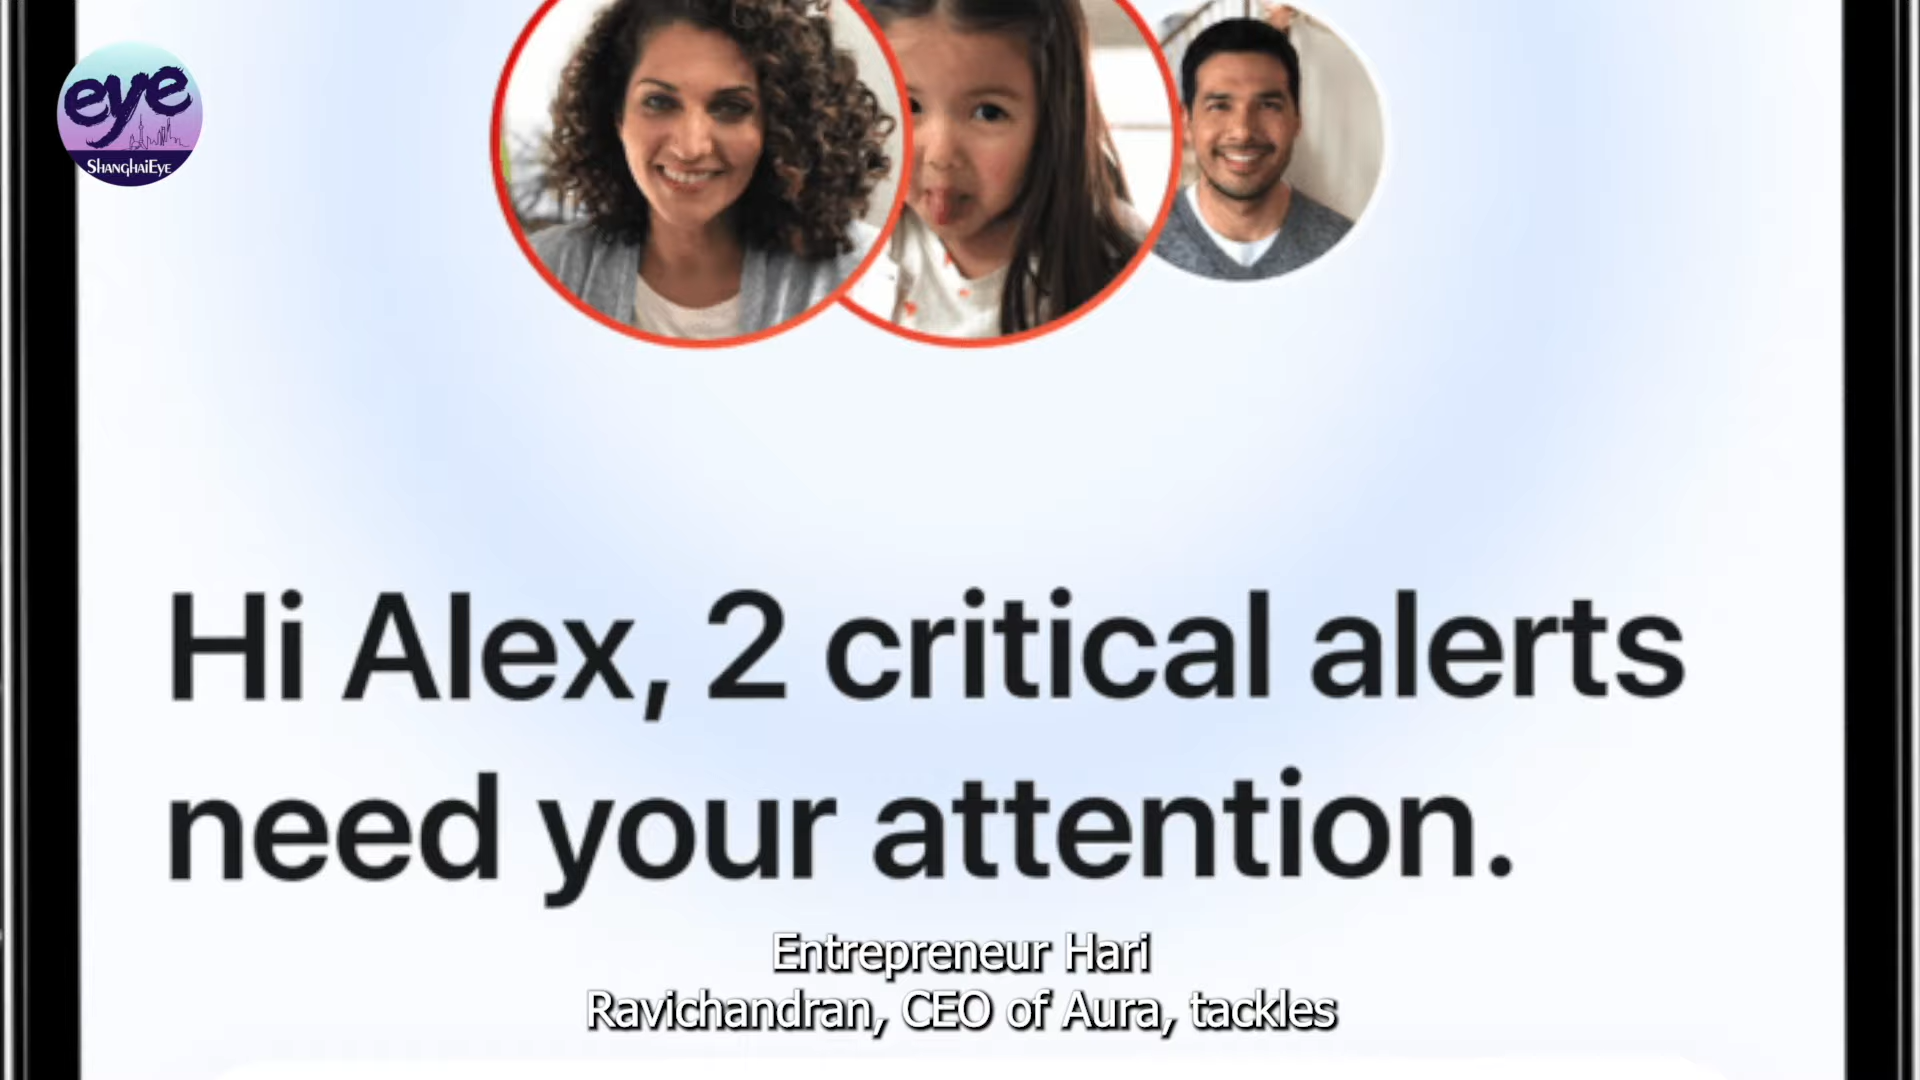 eye
SHANGHAIEYE
Hi Alex, 2 critical alerts
need your attention.
Entrepreneur Hari
Ravichandran, CEO of Aura, tackles